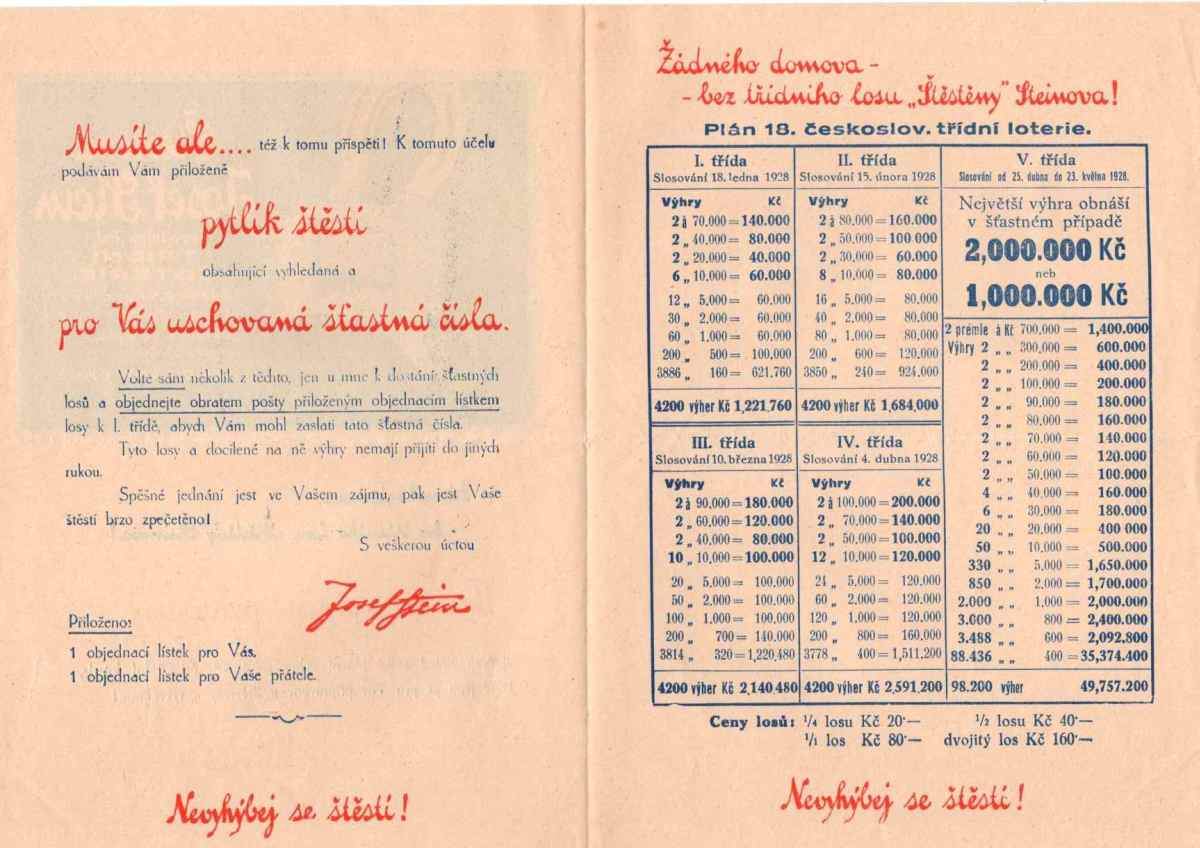 Musíte ale.... též k tomu přispěti! K tomuto účelu
podávám Vám přiložené
pytlík štěstí
obsahující vyhledaná a
pro Vás uschovaná šťastná čísla.
Volte sám několik z těchto, jen u mne k dostání šťastných
losů a objednejte obratem pošty přiloženým objednacím lístkem
losy k I. třídě, abych Vám mohl zaslati tato šťastná čísla.
Tyto losy a docílené na ně výhry nemají přijíti do jiných
rukou.
Spěšné jednání jest ve Vašem zájmu, pak jest Vaše
štěstí brzo zpečetěno!
S veškerou úctou
Josef Stein
Přiloženo:
1 objednací lístek pro Vás,
1 objednací lístek pro Vaše přátele.
Nevyhýbej se štěstí!
Žádného domova -
- bez třídního losu „Štěstěny" Steinova!
Plán 18. českoslov. třídní loterie.
I. třída
Slosování 18. ledna 1928
Výhry Kč
2 à 70.000 = 140.000
2 „ 40.000 = 80.000
2 „ 20.000 = 40.000
6 „ 10.000 = 60.000
12 „ 5.000 = 60.000
30 „ 2.000 = 60.000
60 „ 1.000 = 60.000
200 „ 500 = 100.000
3886 „ 160 = 621.760
4200 výher Kč 1,221.760
II. třída
Slosování 15. února 1928
Výhry Kč
2 à 80.000 = 160.000
2 „ 50.000 = 100 000
2 „ 30.000 = 60.000
8 „ 10.000 = 80.000
16 „ 5.000 = 80.000
40 „ 2.000 = 80.000
80 „ 1.000 = 80.000
200 „ 600 = 120.000
3850 „ 240 = 924.000
4200 výher Kč 1,684.000
III. třída
Slosování 10. března 1928
Výhry Kč
2 à 90.000 = 180.000
2 „ 60.000 = 120.000
2 „ 40.000 = 80.000
10 „ 10.000 = 100.000
20 „ 5.000 = 100.000
50 „ 2.000 = 100.000
100 „ 1.000 = 100.000
200 „ 700 = 140.000
3814 „ 320 = 1,220.480
4200 výher Kč 2,140.480
IV. třída
Slosování 4. dubna 1928
Výhry Kč
2 à 100.000 = 200.000
2 „ 70.000 = 140.000
2 „ 50.000 = 100.000
12 „ 10.000 = 120.000
24 „ 5.000 = 120.000
60 „ 2.000 = 120.000
120 „ 1.000 = 120.000
200 „ 800 = 160.000
3778 „ 400 = 1,511.200
4200 výher Kč 2,591.200
V. třída
Slosování od 25. dubna do 23. května 1928.
Největší výhra obnáší
v šťastném případě
2,000.000 Kč
neb
1,000.000 Kč
2 prémie à Kč 700.000 = 1,400.000
Výhry 2 „ „ 300.000 = 600.000
2 „ „ 200.000 = 400.000
2 „ „ 100.000 = 200.000
2 „ „ 90.000 = 180.000
2 „ „ 80.000 = 160.000
2 „ „ 70.000 = 140.000
2 „ „ 60.000 = 120.000
2 „ „ 50.000 = 100.000
4 „ „ 40.000 = 160.000
6 „ „ 30.000 = 180.000
20 „ „ 20.000 = 400 000
50 „ „ 10.000 = 500.000
330 „ „ 5.000 = 1,650.000
850 „ „ 2.000 = 1,700.000
2.000 „ „ 1.000 = 2,000.000
3.000 „ „ 800 = 2,400.000
3.488 „ „ 600 = 2,092.800
88.436 „ „ 400 = 35,374.400
98.200 výher 49,757.200
Ceny losů: 1/4 losu Kč 20·— 1/2 losu Kč 40·—
1/1 los Kč 80·— dvojitý los Kč 160·—
Nevyhýbej se štěstí!